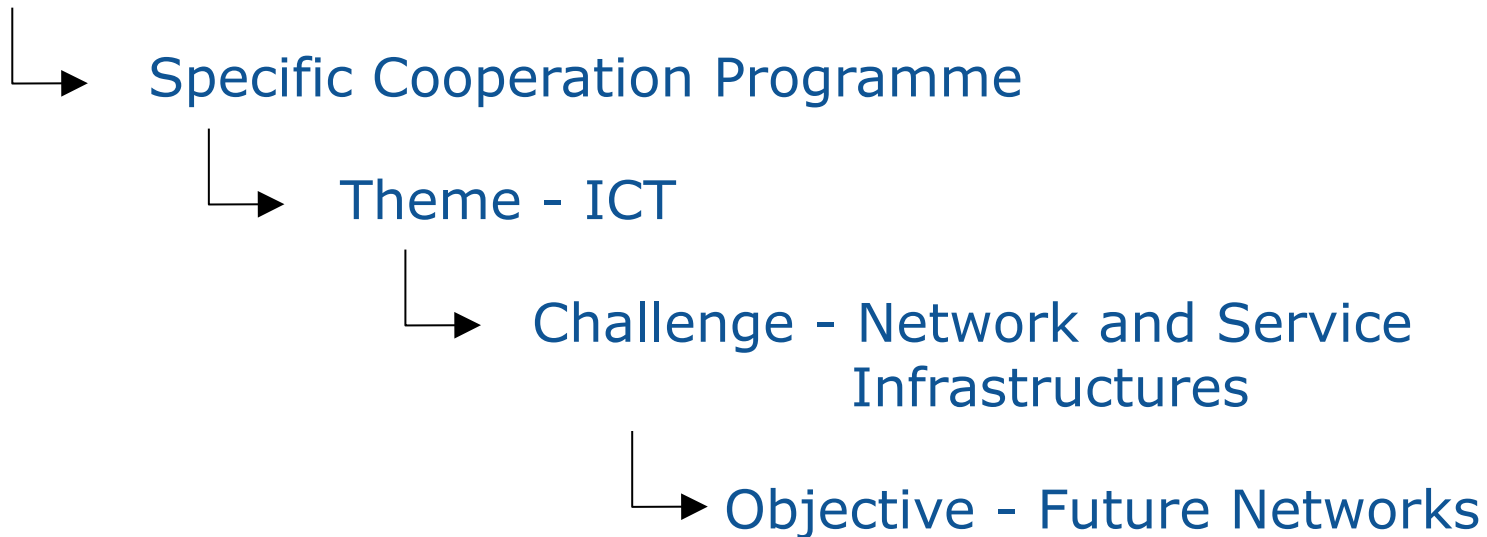 Specific Cooperation Programme
Theme - ICT
Challenge - Network and Service
Infrastructures
Objective - Future Networks